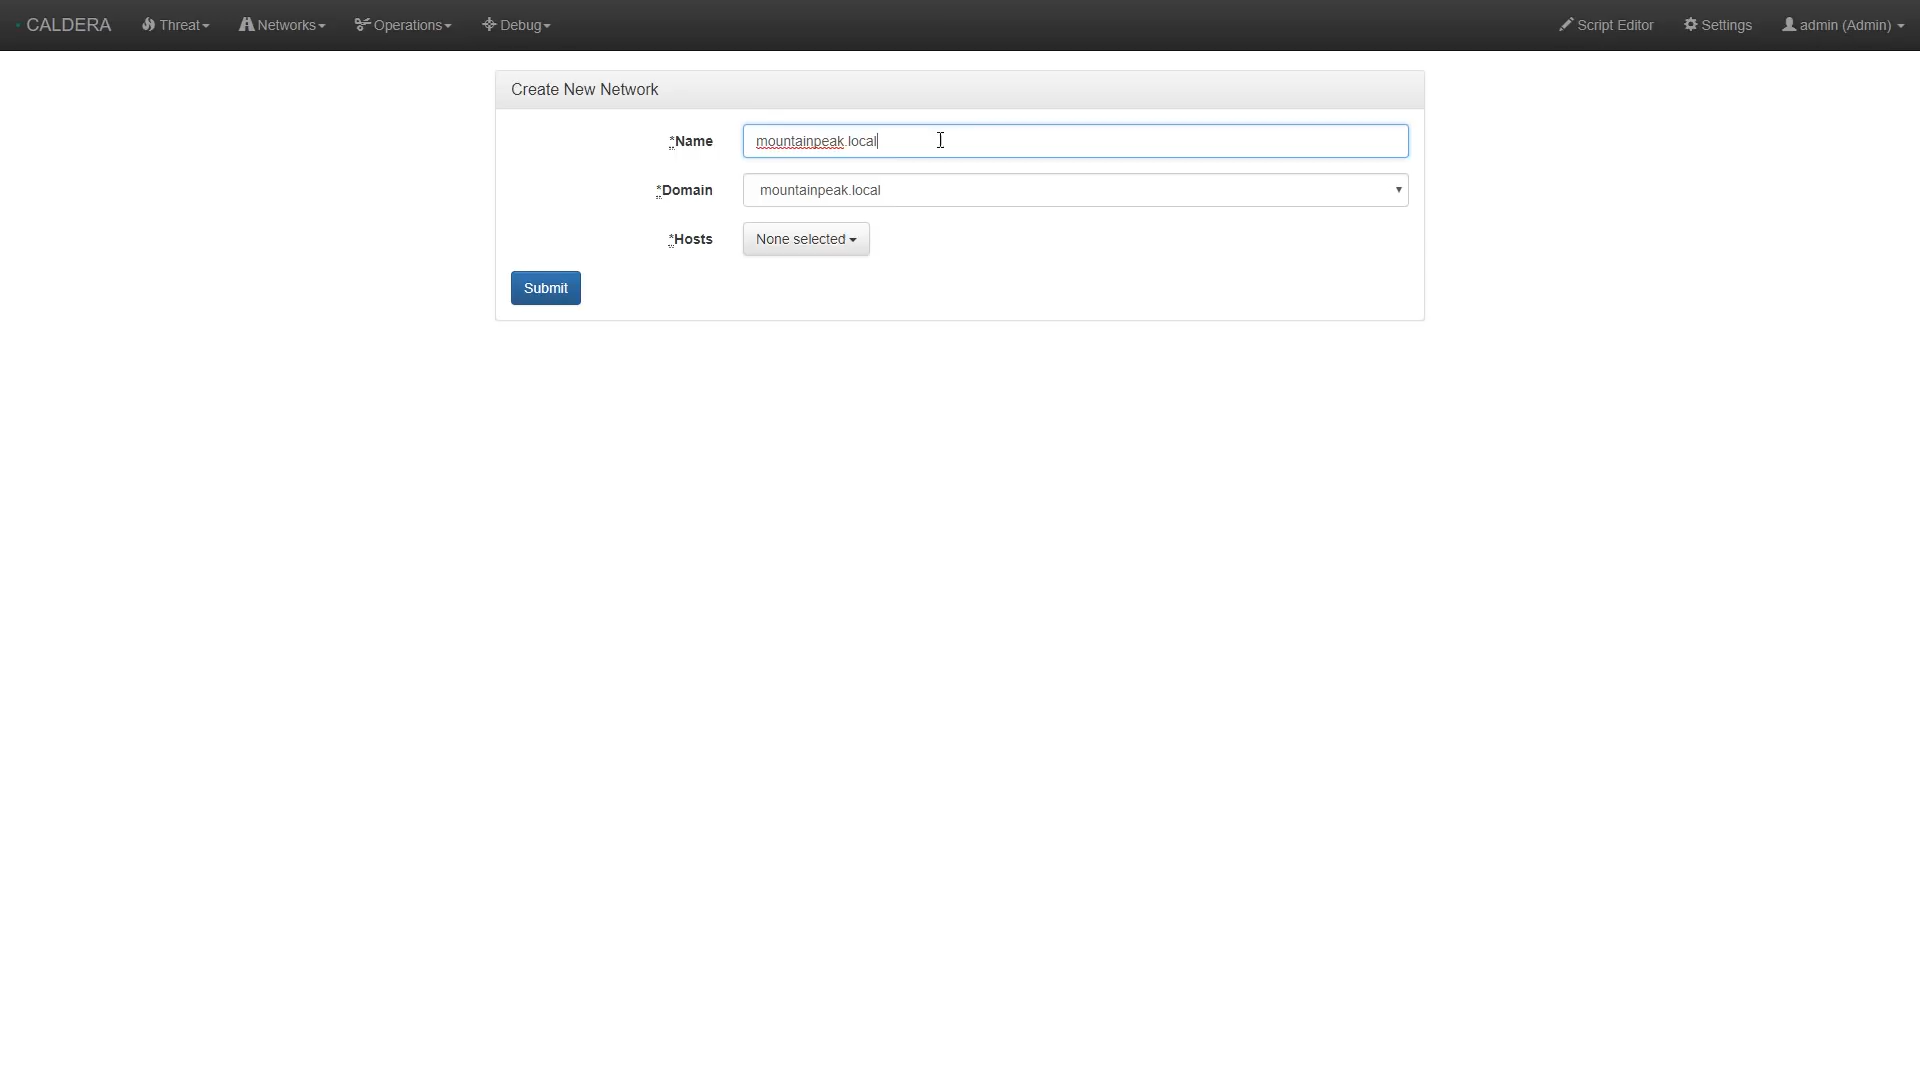 CALDERA Threat Networks Operations Debug Script Editor Settings admin (Admin)
Create New Network
*Name mountainpeak.local
*Domain mountainpeak.local
*Hosts None selected
Submit